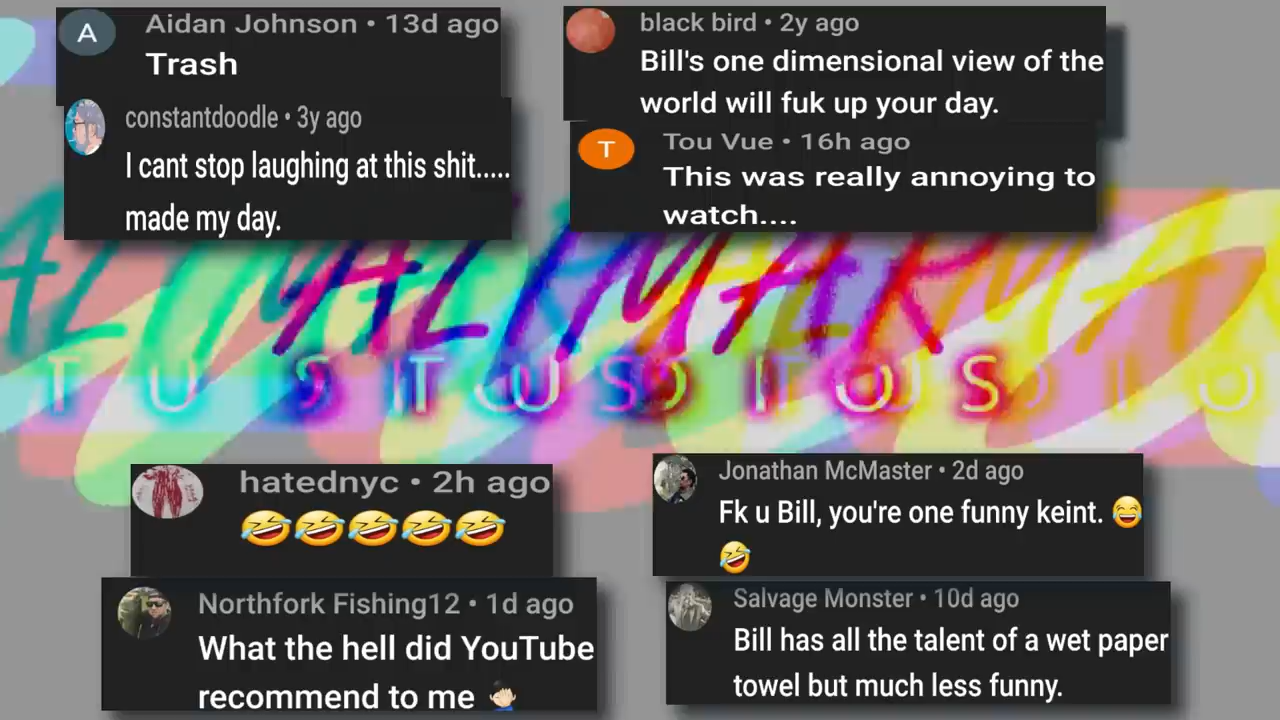 A
Aidan Johnson • 13d ago
Trash
constantdoodle • 3y ago
I cant stop laughing at this shit.....
made my day.
black bird • 2y ago
Bill's one dimensional view of the
world will fuk up your day.
T
Tou Vue • 16h ago
This was really annoying to
watch....
hatednyc • 2h ago
🤣🤣🤣🤣🤣
Northfork Fishing12 • 1d ago
What the hell did YouTube
recommend to me 🤦🏻‍♂️
Jonathan McMaster • 2d ago
Fk u Bill, you're one funny keint. 😂
🤣
Salvage Monster • 10d ago
Bill has all the talent of a wet paper
towel but much less funny.